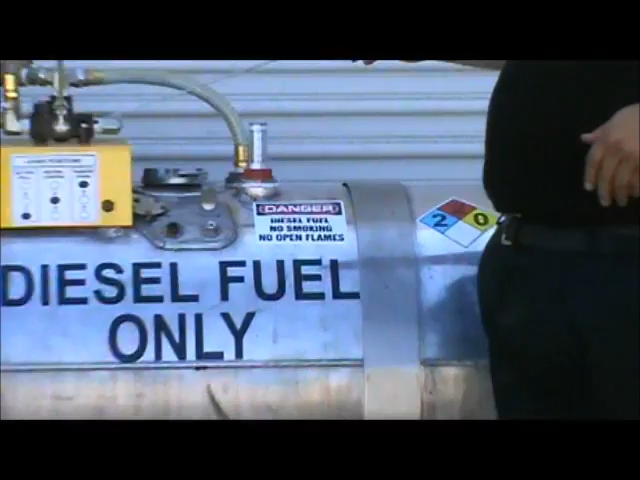 DANGER
DIESEL FUEL
NO SMOKING
NO OPEN FLAMES
2 0
DIESEL FUEL
ONLY